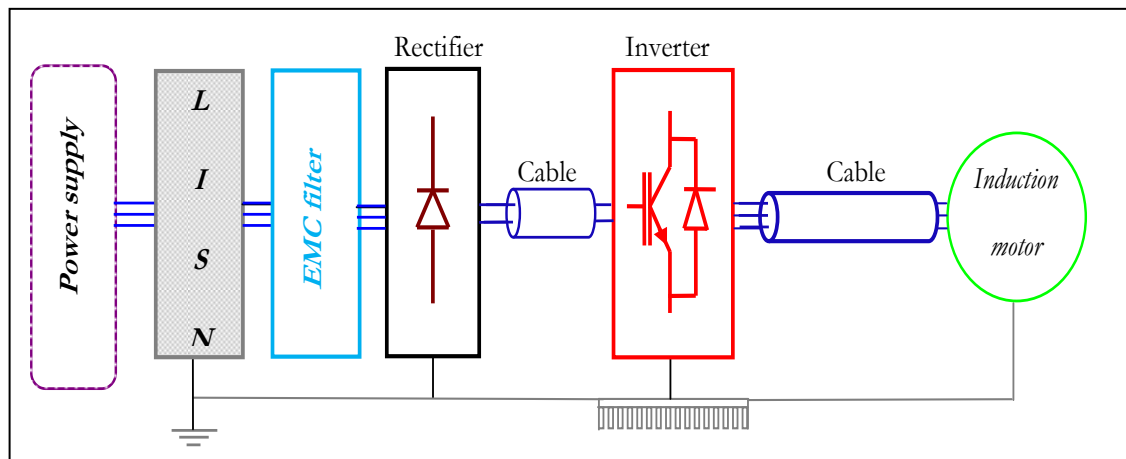 Power supply
L
I
S
N
EMC filter
Rectifier
Cable
Inverter
Cable
Induction
motor